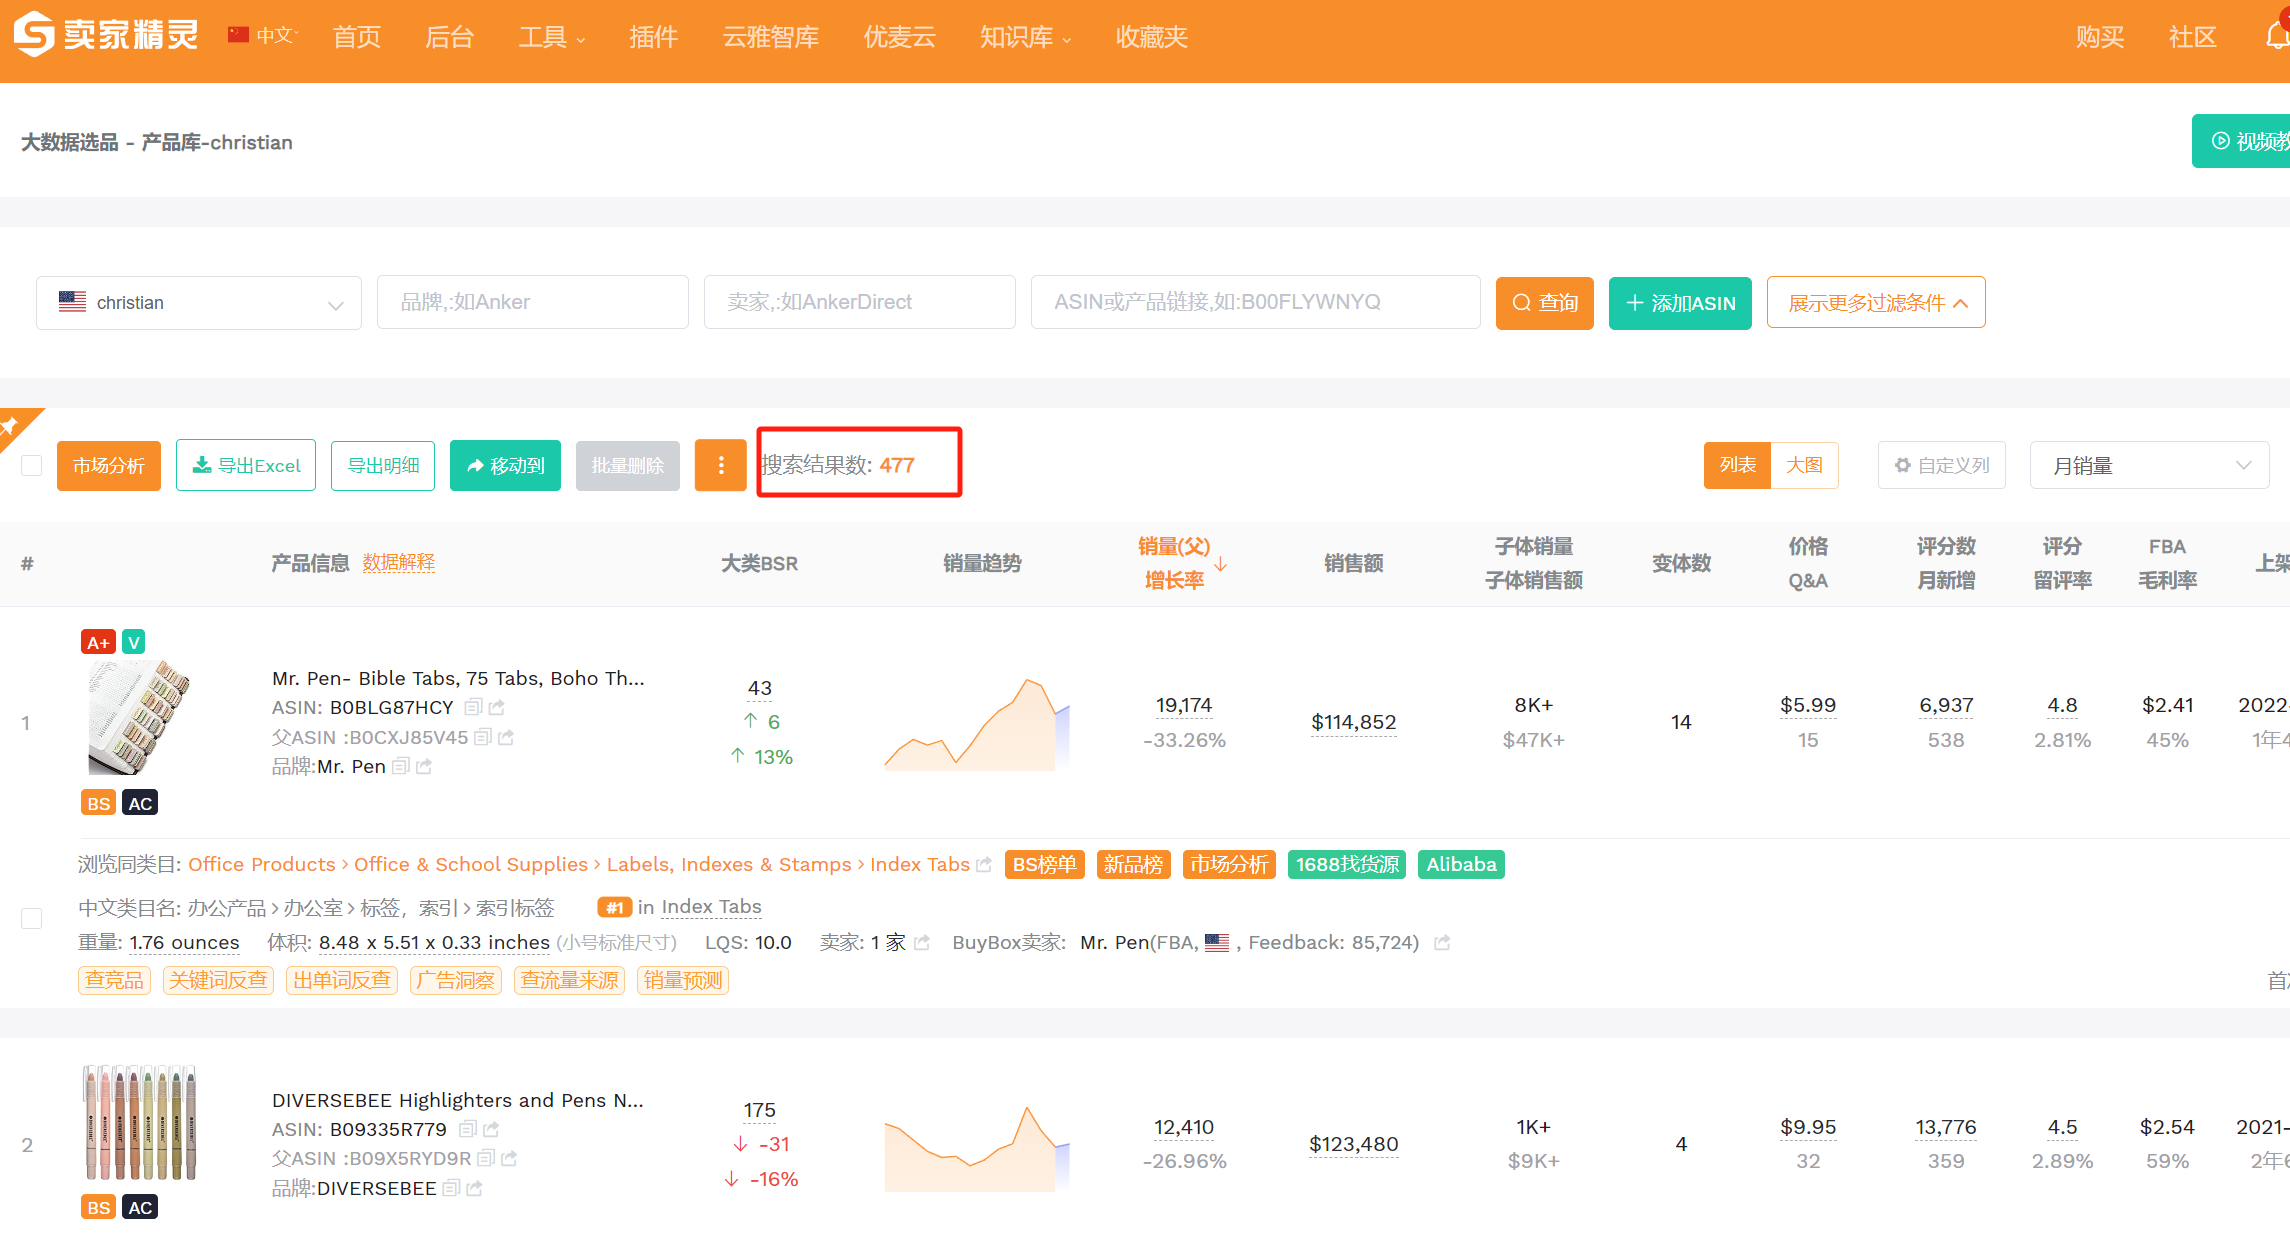 卖家精灵 中文 首页 后台 工具 插件 云雅智库 优麦云 知识库 收藏夹 购买 社区
大数据选品 - 产品库-christian
视频教
christian 品牌,:如Anker 卖家,:如AnkerDirect ASIN或产品链接,如:B00FLYWNYQ 查询 添加ASIN 展示更多过滤条件
市场分析 导出Excel 导出明细 移动到 批量删除 搜索结果数: 477 列表 大图 自定义列 月销量
# 产品信息 数据解释 大类BSR 销量趋势 销量(父) 增长率 销售额 子体销量 子体销售额 变体数 价格 Q&A 评分数 月新增 评分 留评率 FBA 毛利率 上架
A+ V
Mr. Pen- Bible Tabs, 75 Tabs, Boho Th...
ASIN: B0BLG87HCY
父ASIN :B0CXJ85V45
品牌:Mr. Pen
BS AC
1
43
6
13%
19,174
-33.26%
$114,852
8K+
$47K+
14
$5.99
15
6,937
538
4.8
2.81%
$2.41
45%
2022-
1年4
浏览同类目: Office Products › Office & School Supplies › Labels, Indexes & Stamps › Index Tabs BS榜单 新品榜 市场分析 1688找货源 Alibaba
中文类目名: 办公产品 › 办公室 › 标签，索引 › 索引标签 #1 in Index Tabs
重量: 1.76 ounces 体积: 8.48 x 5.51 x 0.33 inches (小号标准尺寸) LQS: 10.0 卖家: 1 家 BuyBox卖家: Mr. Pen(FBA, , Feedback: 85,724)
查竞品 关键词反查 出单词反查 广告洞察 查流量来源 销量预测
2
DIVERSEBEE Highlighters and Pens N...
ASIN: B09335R779
父ASIN :B09X5RYD9R
品牌:DIVERSEBEE
BS AC
175
-31
-16%
12,410
-26.96%
$123,480
1K+
$9K+
4
$9.95
32
13,776
359
4.5
2.89%
$2.54
59%
2021-
2年6